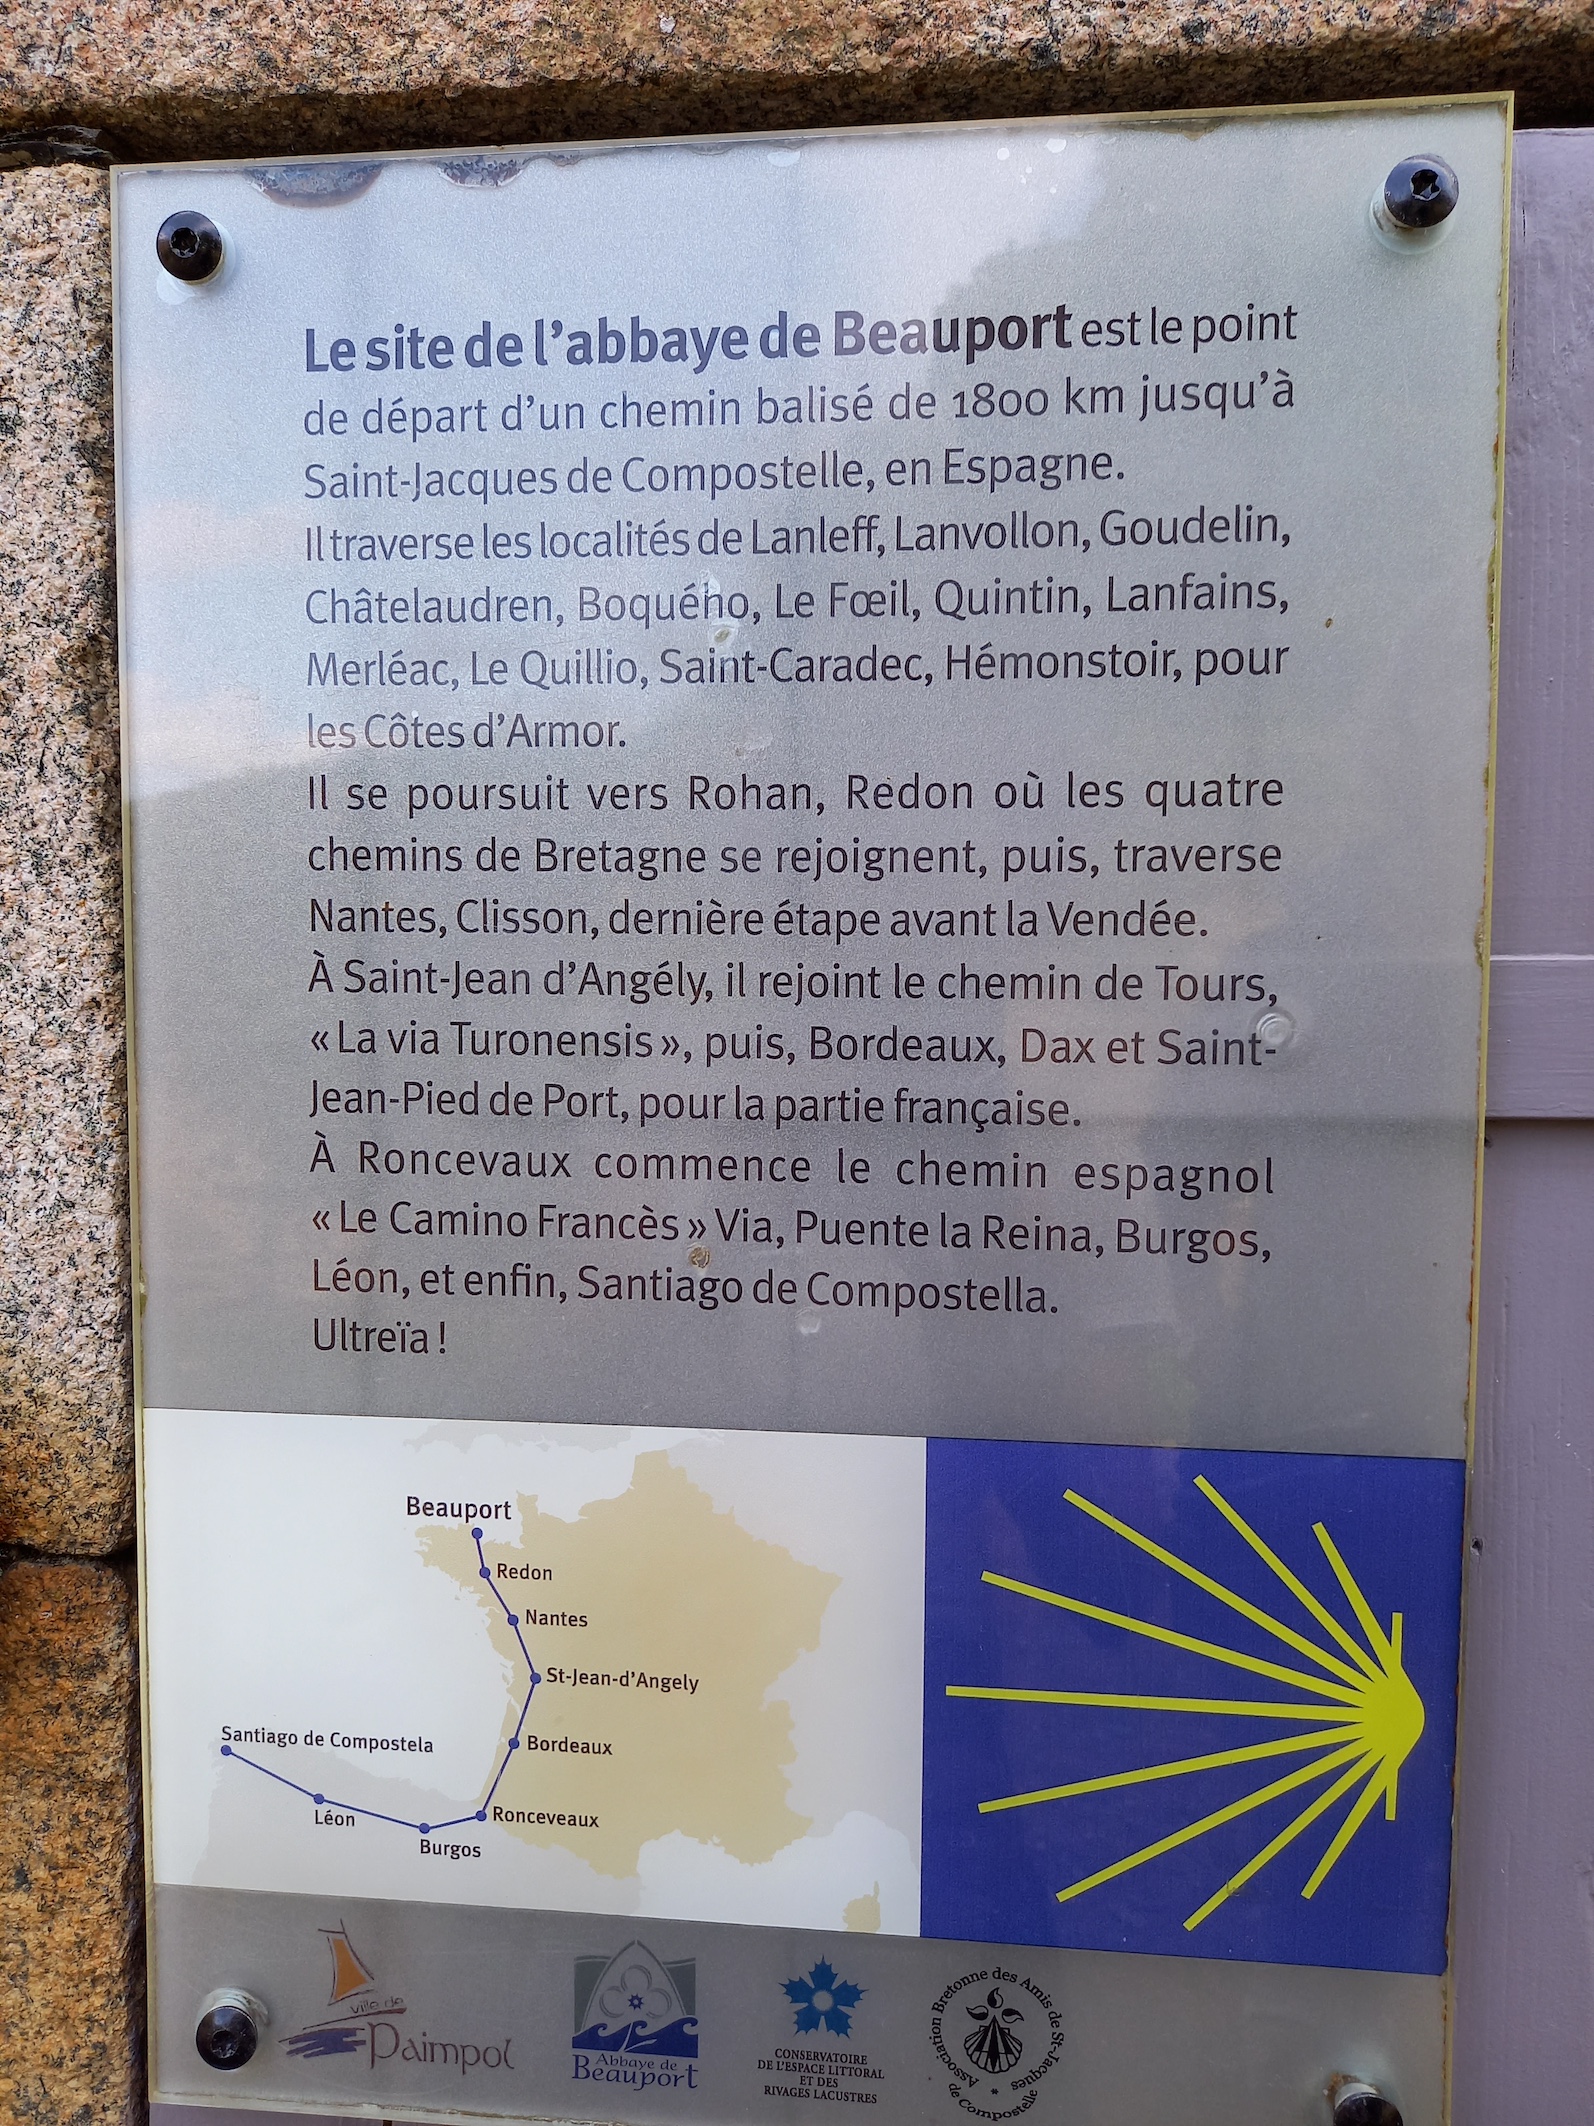 Le site de l'abbaye de Beauport est le point
de départ d'un chemin balisé de 1800 km jusqu'à
Saint-Jacques de Compostelle, en Espagne.
Il traverse les localités de Lanleff, Lanvollon, Goudelin,
Châtelaudren, Boquého, Le Fœil, Quintin, Lanfains,
Merléac, Le Quillio, Saint-Caradec, Hémonstoir, pour
les Côtes d'Armor.
Il se poursuit vers Rohan, Redon où les quatre
chemins de Bretagne se rejoignent, puis, traverse
Nantes, Clisson, dernière étape avant la Vendée.
À Saint-Jean d'Angély, il rejoint le chemin de Tours,
« La via Turonensis », puis, Bordeaux, Dax et Saint-
Jean-Pied de Port, pour la partie française.
À Roncevaux commence le chemin espagnol
« Le Camino Francès » Via, Puente la Reina, Burgos,
Léon, et enfin, Santiago de Compostella.
Ultreïa !
Beauport
Redon
Nantes
St-Jean-d'Angely
Bordeaux
Ronceveaux
Burgos
Léon
Santiago de Compostela
ville de
Paimpol
Abbaye de
Beauport
CONSERVATOIRE
DE L'ESPACE LITTORAL
ET DES
RIVAGES LACUSTRES
Association Bretonne des Amis de St-Jacques
de Compostelle